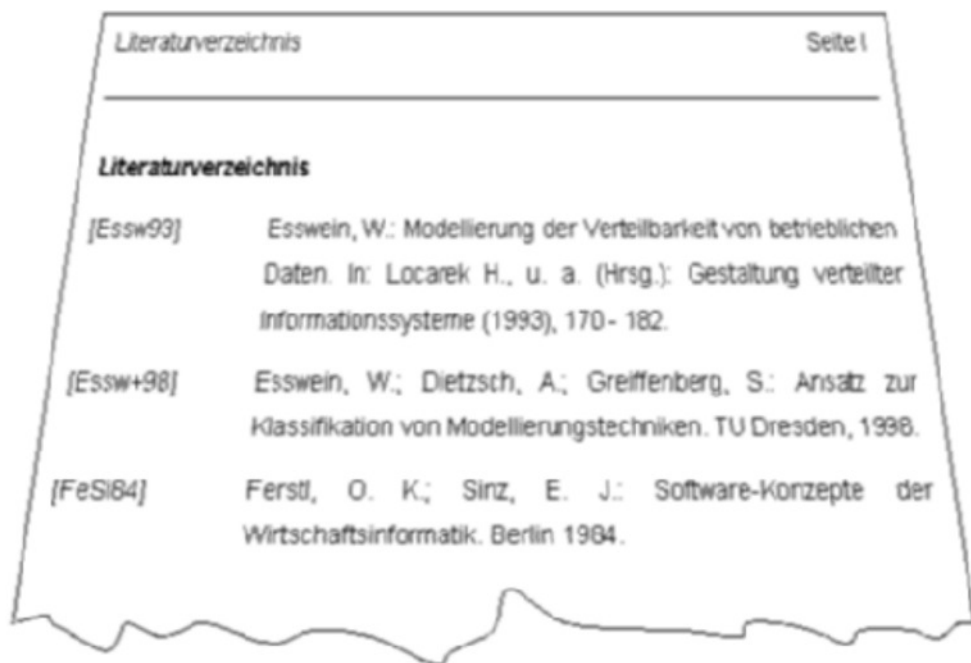 Literaturverzeichnis Seite I
Literaturverzeichnis
[Essw93] Esswein, W.: Modellierung der Verteilbarkeit von betrieblichen
Daten. In: Locarek H., u. a. (Hrsg.): Gestaltung verteilter
Informationssysteme (1993), 170- 182.
[Essw+98] Esswein, W.; Dietzsch, A.; Greiffenberg, S.: Ansatz zur
Klassifikation von Modellierungstechniken. TU Dresden, 1998.
[FeSi84] Ferstl, O. K.; Sinz, E. J.: Software-Konzepte der
Wirtschaftsinformatik. Berlin 1984.